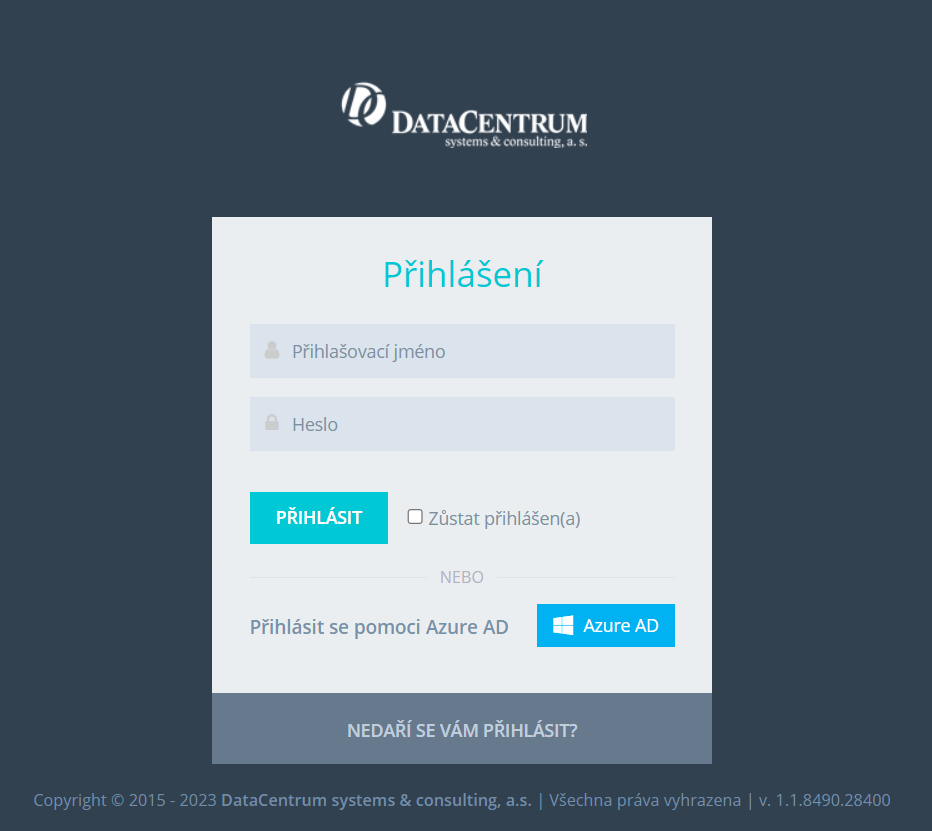 DATACENTRUM
systems & consulting, a. s.
Přihlášení
Přihlašovací jméno
Heslo
PŘIHLÁSIT
Zůstat přihlášen(a)
NEBO
Přihlásit se pomoci Azure AD
Azure AD
NEDAŘÍ SE VÁM PŘIHLÁSIT?
Copyright © 2015 - 2023 DataCentrum systems & consulting, a.s. | Všechna práva vyhrazena | v. 1.1.8490.28400